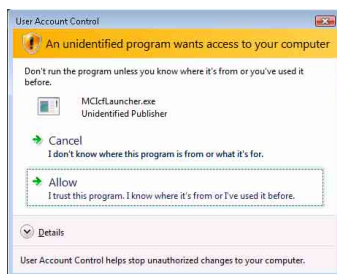 User Account Control
An unidentified program wants access to your computer
Don't run the program unless you know where it's from or you've used it
before.
MCIcfLauncher.exe
Unidentified Publisher
Cancel
I don't know where this program is from or what it's for.
Allow
I trust this program. I know where it's from or I've used it before.
Details
User Account Control helps stop unauthorized changes to your computer.